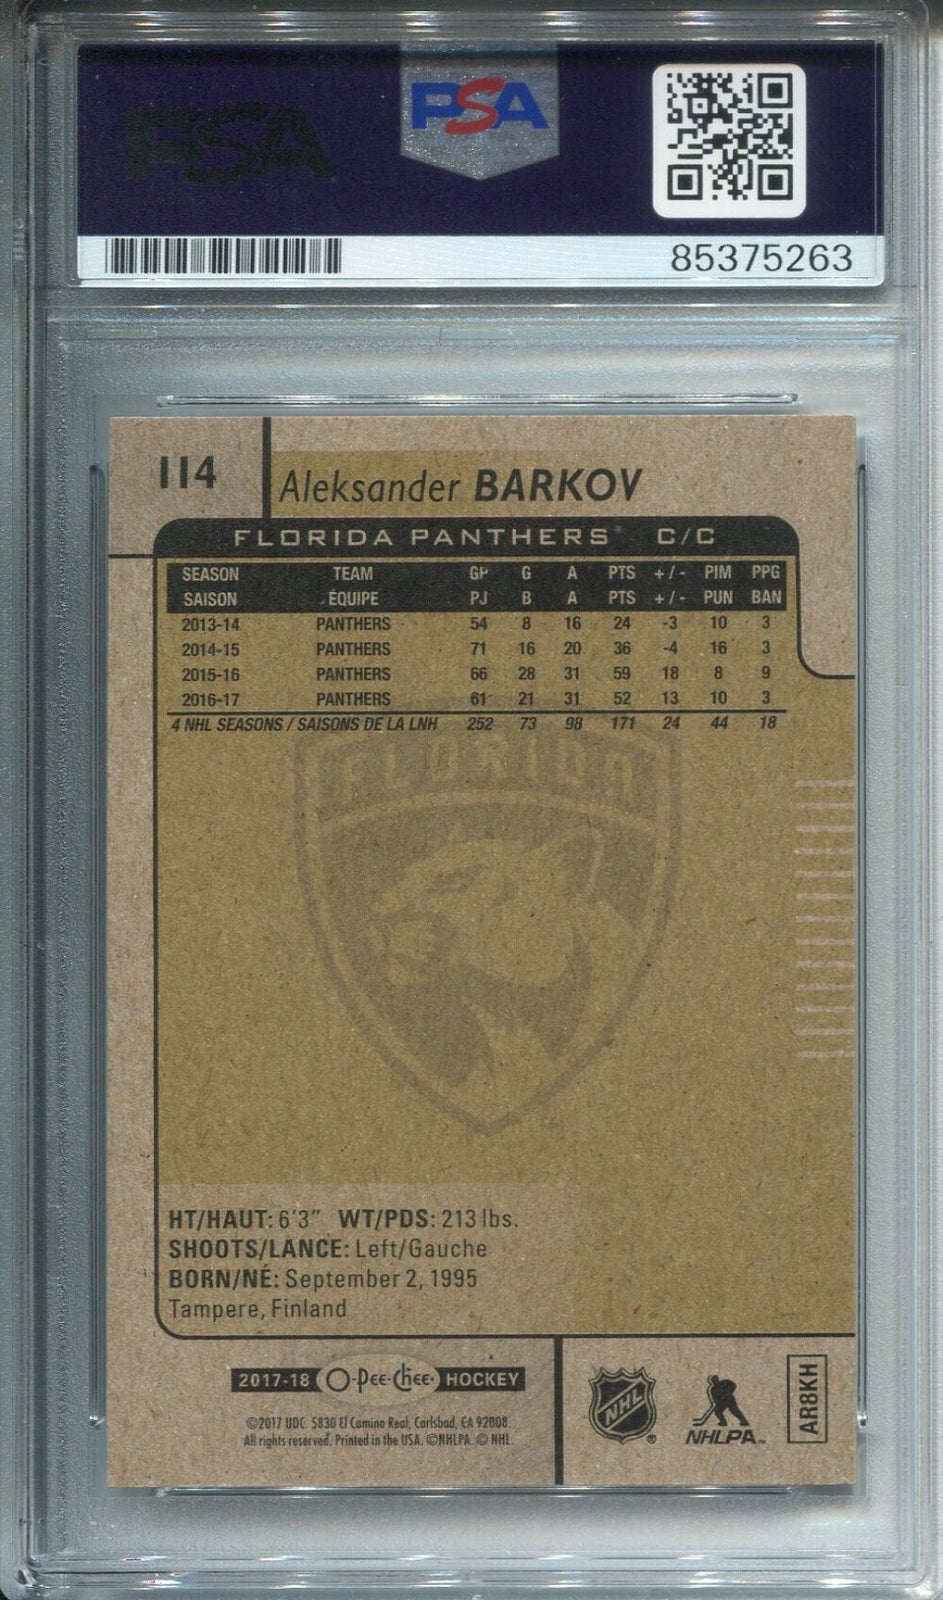 PSA
PSA
85375263
114
Aleksander BARKOV
FLORIDA PANTHERS C/C
SEASON TEAM GP G A PTS +/- PIM PPG
SAISON ÉQUIPE PJ B A PTS +/- PUN BAN
2013-14 PANTHERS 54 8 16 24 -3 10 3
2014-15 PANTHERS 71 16 20 36 -4 16 3
2015-16 PANTHERS 66 28 31 59 18 8 9
2016-17 PANTHERS 61 21 31 52 13 10 3
4 NHL SEASONS / SAISONS DE LA LNH 252 73 98 171 24 44 18
FLORIDA
HT/HAUT: 6'3" WT/PDS: 213 lbs.
SHOOTS/LANCE: Left/Gauche
BORN/NÉ: September 2, 1995
Tampere, Finland
2017-18 O-Pee-Chee HOCKEY
©2017 UDC. 5830 El Camino Real, Carlsbad, CA 92008.
All rights reserved. Printed in the USA. ©NHLPA. © NHL.
NHL
NHLPA
AR8KH